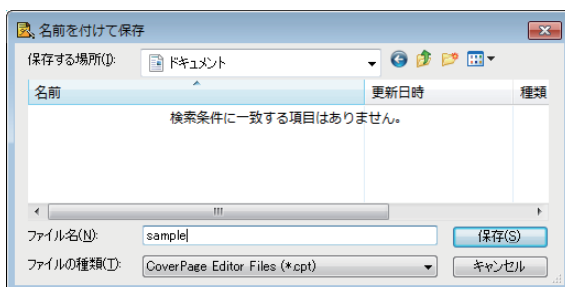 名前を付けて保存
保存する場所(I): ドキュメント
名前 更新日時 種類
検索条件に一致する項目はありません。
ファイル名(N): sample 保存(S)
ファイルの種類(T): CoverPage Editor Files (*.cpt) キャンセル